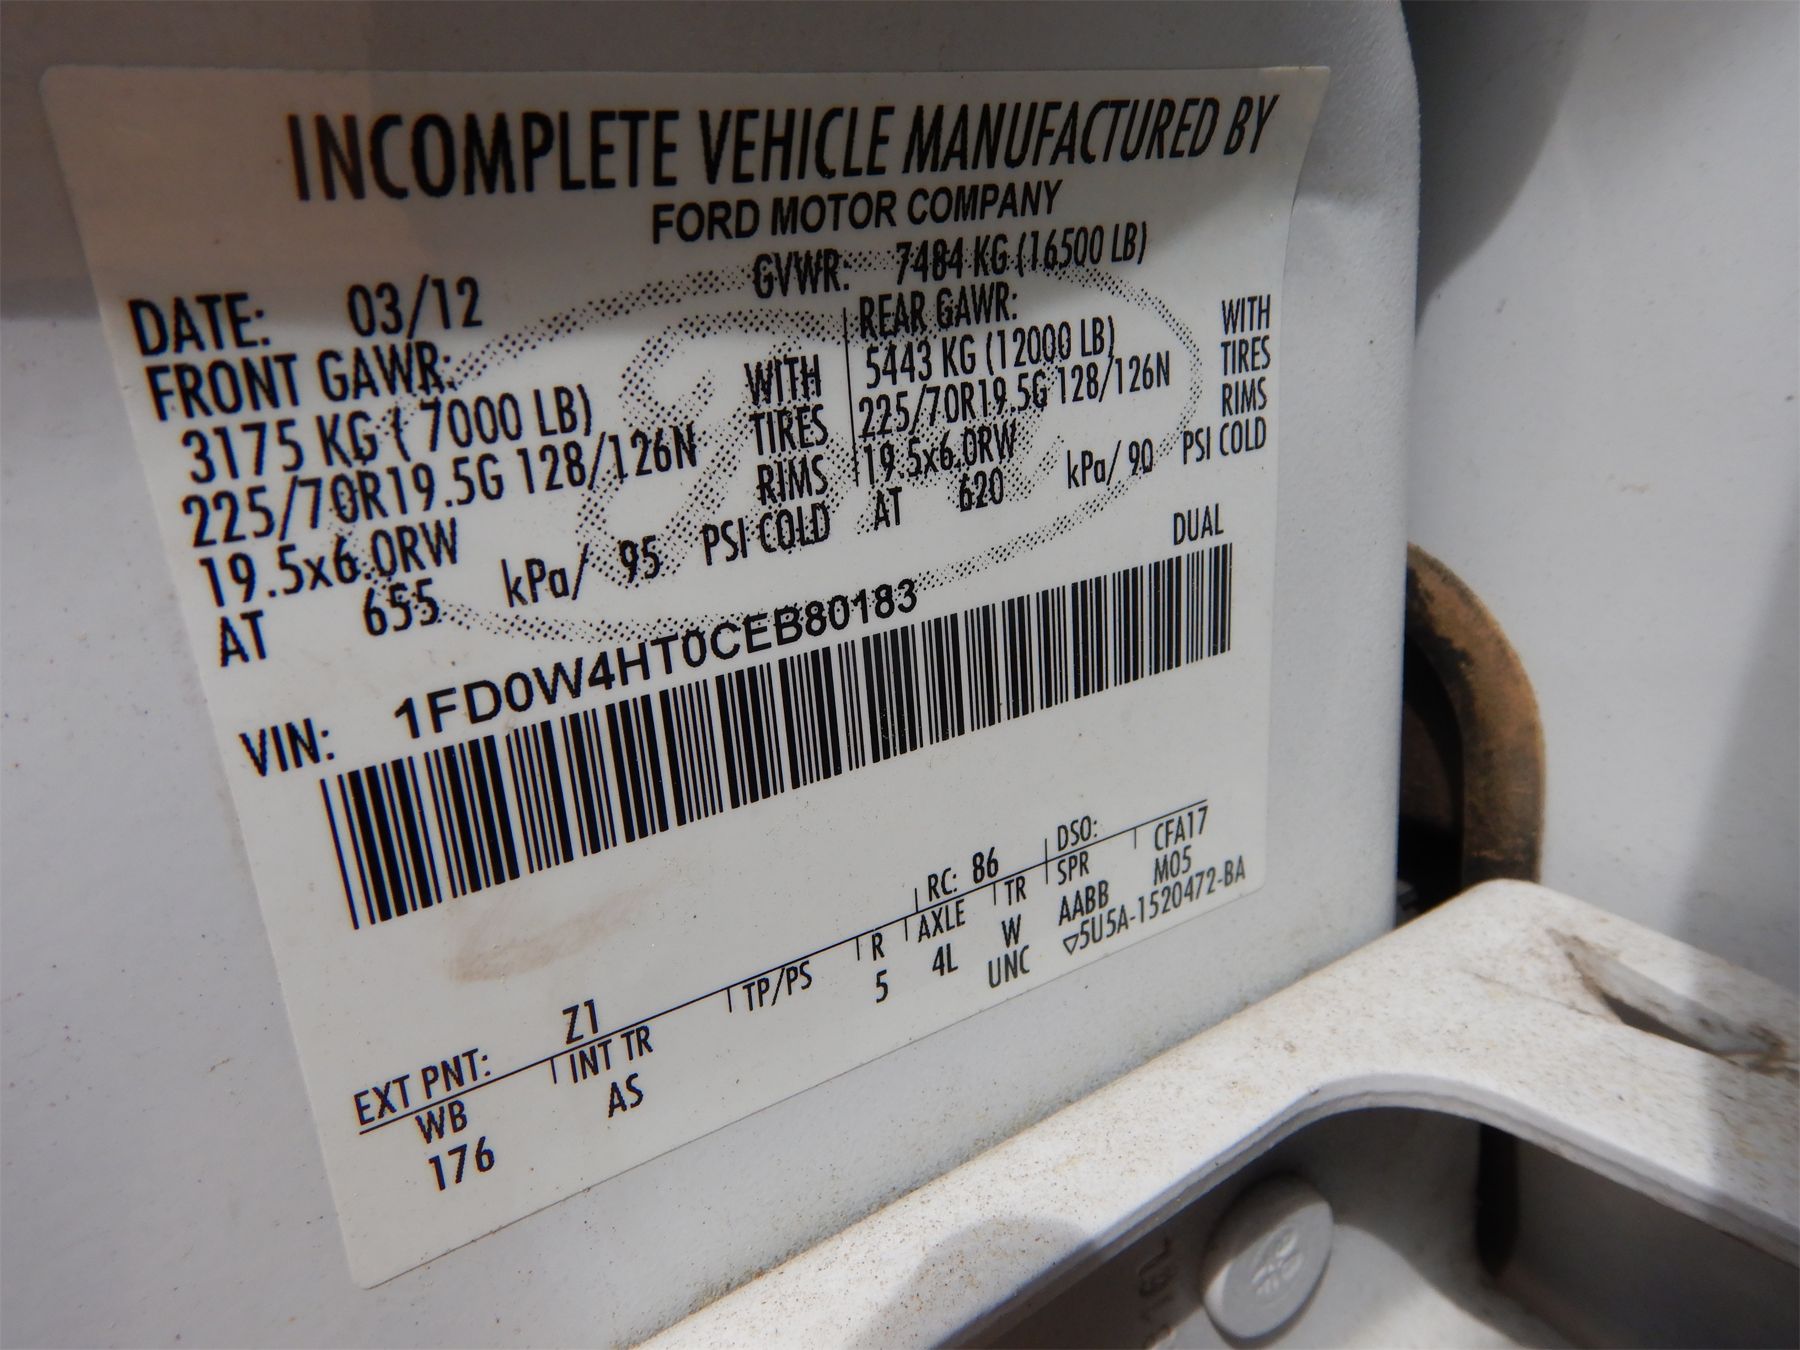 INCOMPLETE VEHICLE MANUFACTURED BY
FORD MOTOR COMPANY
DATE: 03/12 GVWR: 7484 KG (16500 LB)
FRONT GAWR: REAR GAWR:
3175 KG ( 7000 LB) WITH 5443 KG (12000 LB) WITH
225/70R19.5G 128/126N TIRES 225/70R19.5G 128/126N TIRES
19.5x6.0RW RIMS 19.5x6.0RW RIMS
AT 655 kPa/ 95 PSI COLD AT 620 kPa/ 90 PSI COLD
DUAL
VIN: 1FD0W4HT0CEB80183
EXT PNT: Z1 RC: 86 DSO:
WB INT TR TP/PS R AXLE TR SPR CFA17
176 AS 5 4L W AABB M05
UNC ▽5U5A-1520472-BA